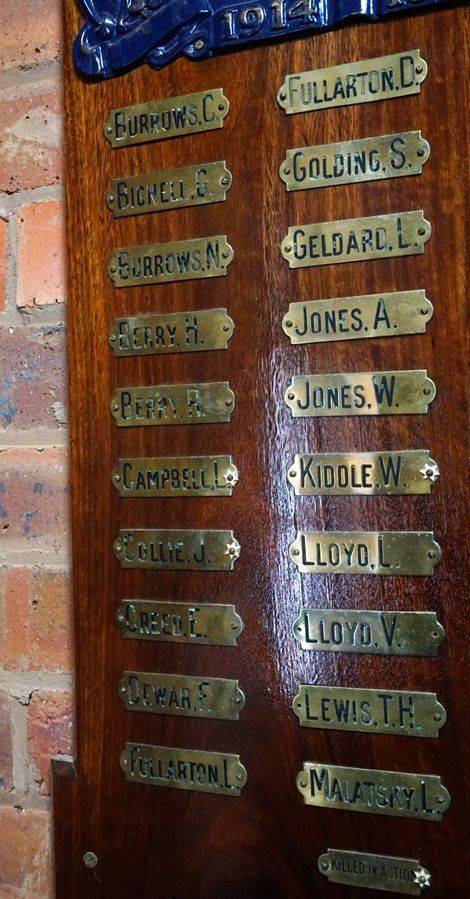 1914
BURROWS, C.
BICNELL, G.
BURROWS, N.
BERRY, H.
BERRY, R.
CAMPBELL, L.
COLLIE, J.
CREED, E.
DEWAR, F.
FULLARTON, L.
FULLARTON, D.
GOLDING, S.
GELDARD, L.
JONES, A.
JONES, W.
KIDDLE, W.
LLOYD, L.
LLOYD, V.
LEWIS, T.H.
MALATSKY, L.
KILLED IN ACTION